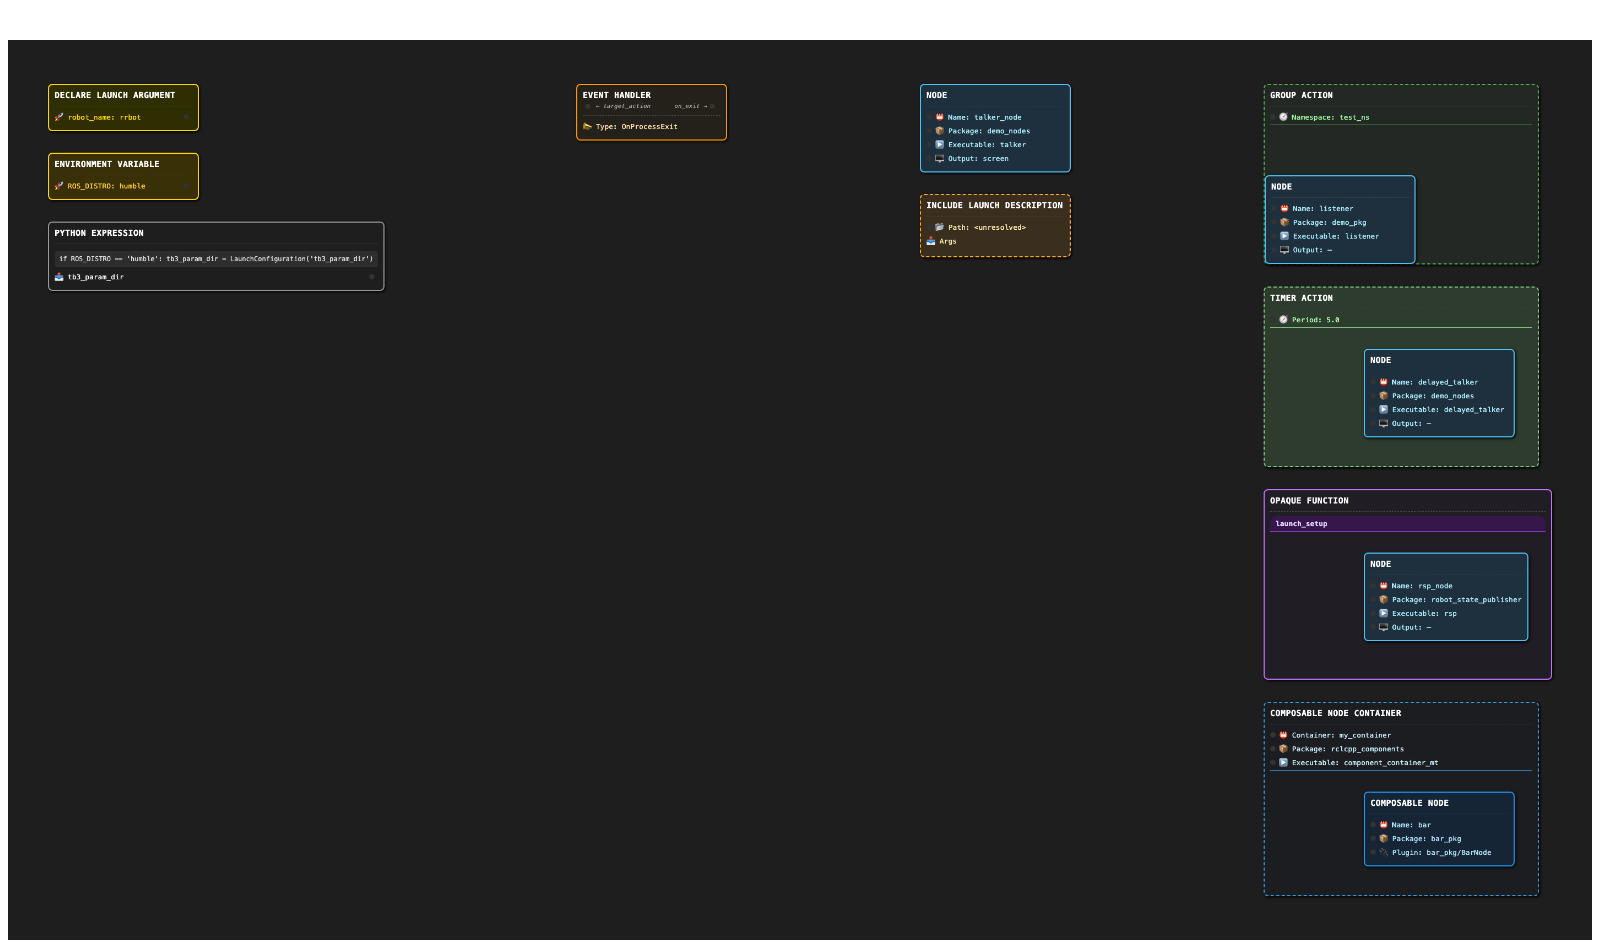 DECLARE LAUNCH ARGUMENT
robot_name: rrbot
ENVIRONMENT VARIABLE
ROS_DISTRO: humble
PYTHON EXPRESSION
if ROS_DISTRO == 'humble': tb3_param_dir = LaunchConfiguration('tb3_param_dir')
tb3_param_dir
EVENT HANDLER
← target_action on_exit →
Type: OnProcessExit
NODE
Name: talker_node
Package: demo_nodes
Executable: talker
Output: screen
INCLUDE LAUNCH DESCRIPTION
Path: <unresolved>
Args
GROUP ACTION
Namespace: test_ns
NODE
Name: listener
Package: demo_pkg
Executable: listener
Output: —
TIMER ACTION
Period: 5.0
NODE
Name: delayed_talker
Package: demo_nodes
Executable: delayed_talker
Output: —
OPAQUE FUNCTION
launch_setup
NODE
Name: rsp_node
Package: robot_state_publisher
Executable: rsp
Output: —
COMPOSABLE NODE CONTAINER
Container: my_container
Package: rclcpp_components
Executable: component_container_mt
COMPOSABLE NODE
Name: bar
Package: bar_pkg
Plugin: bar_pkg/BarNode